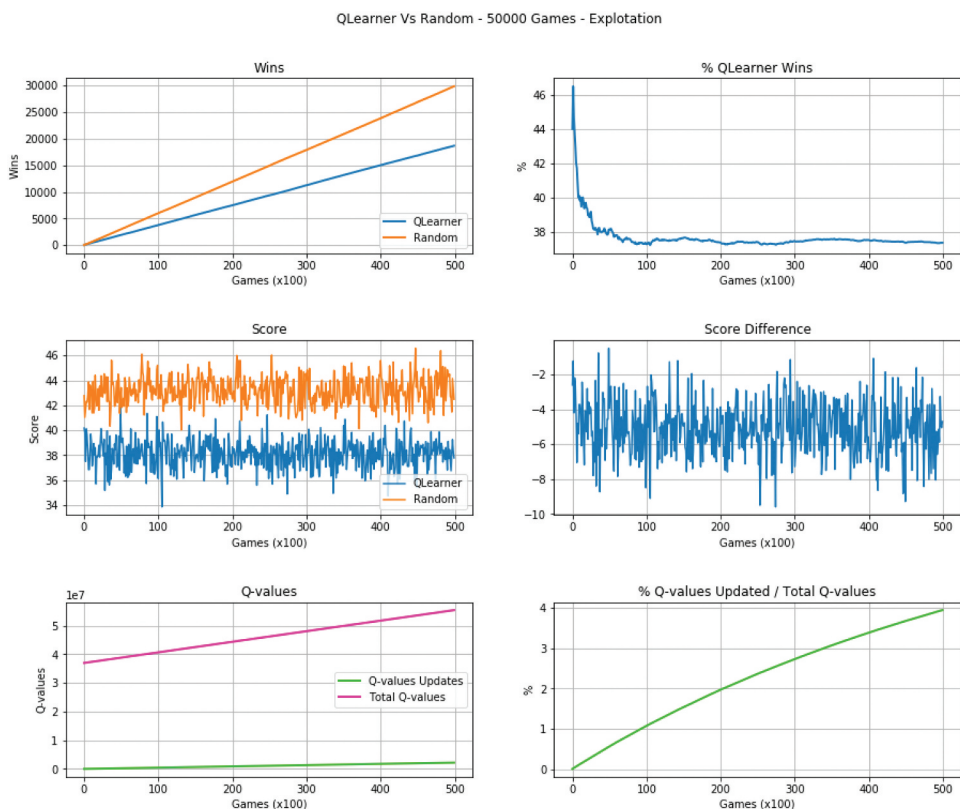 QLearner Vs Random - 50000 Games - Explotation
Wins
30000
25000
20000
15000
10000
5000
0
Wins
QLearner
Random
0 100 200 300 400 500
Games (x100)
% QLearner Wins
46
44
42
40
38
%
0 100 200 300 400 500
Games (x100)
Score
46
44
42
40
38
36
34
Score
QLearner
Random
0 100 200 300 400 500
Games (x100)
Score Difference
−2
−4
−6
−8
−10
0 100 200 300 400 500
Games (x100)
Q-values
1e7
5
4
3
2
1
0
Q-values
Q-values Updates
Total Q-values
0 100 200 300 400 500
Games (x100)
% Q-values Updated / Total Q-values
4
3
2
1
0
%
0 100 200 300 400 500
Games (x100)